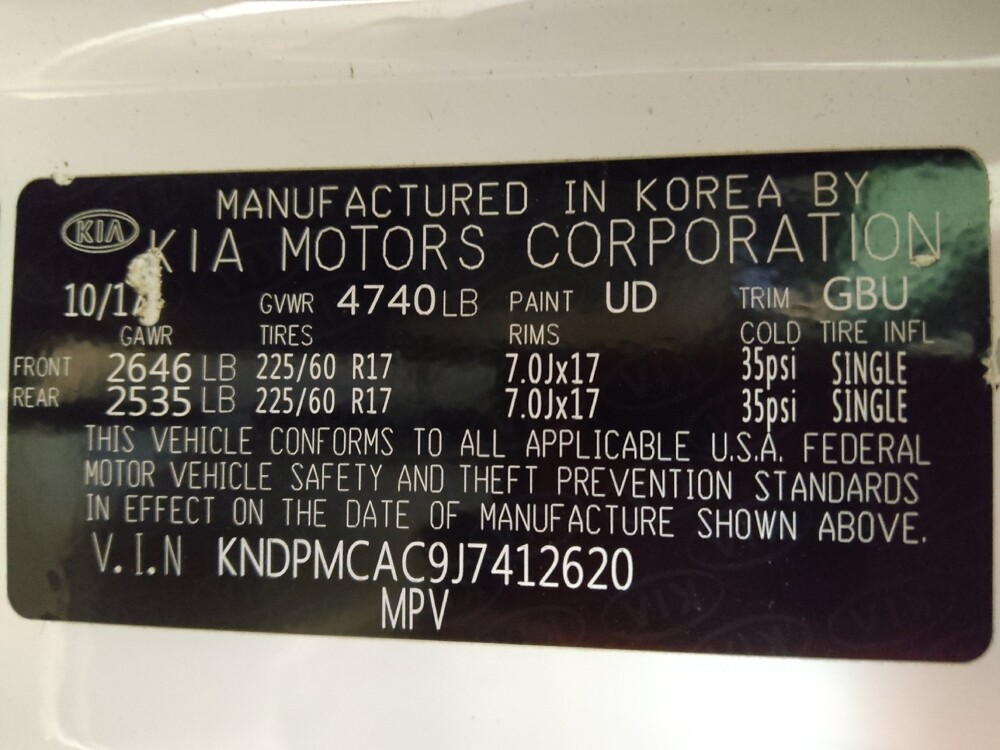 MANUFACTURED IN KOREA BY
KIA KIA MOTORS CORPORATION
GVWR 4740 LB PAINT UD TRIM GBU
GAWR TIRES RIMS COLD TIRE INFL
FRONT 2646 LB 225/60 R17 7.0Jx17 35psi SINGLE
REAR 2535 LB 225/60 R17 7.0Jx17 35psi SINGLE
THIS VEHICLE CONFORMS TO ALL APPLICABLE U.S.A. FEDERAL
MOTOR VEHICLE SAFETY AND THEFT PREVENTION STANDARDS
IN EFFECT ON THE DATE OF MANUFACTURE SHOWN ABOVE.
V.I.N KNDPMCAC9J7412620
MPV